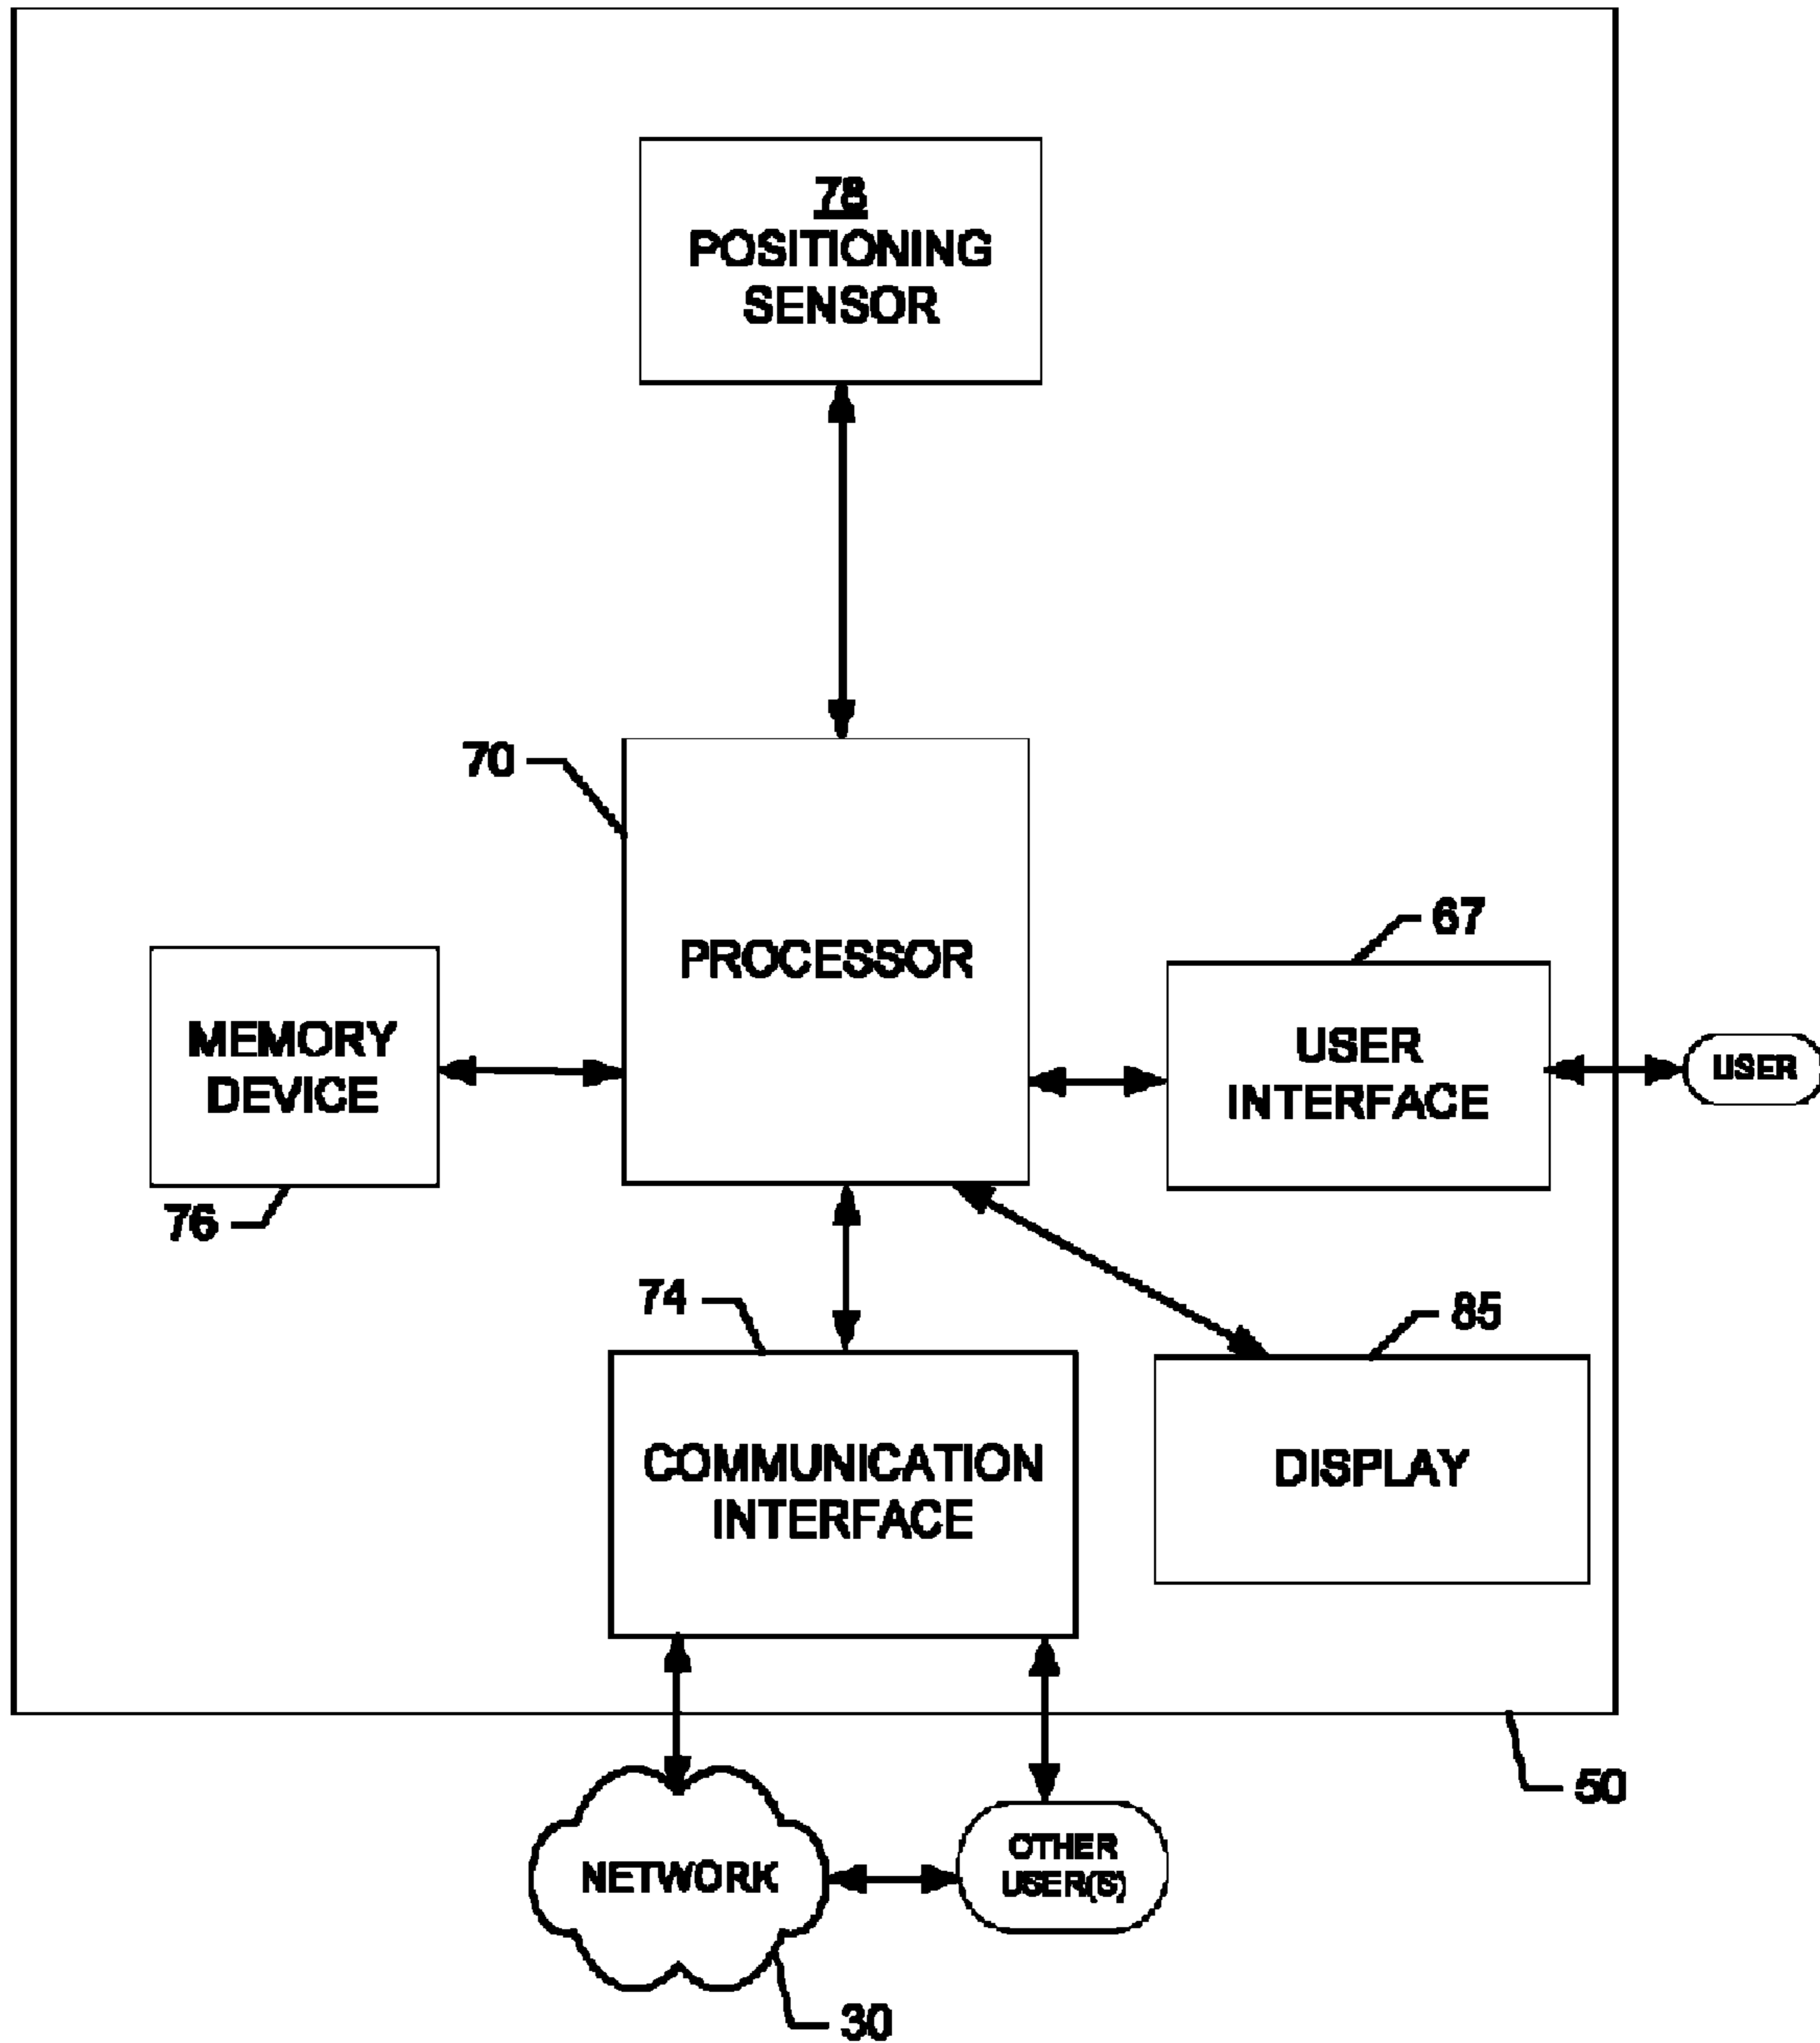 78
POSITIONING
SENSOR
70
PROCESSOR
67
MEMORY
DEVICE
USER
INTERFACE
USER
76
74
85
COMMUNICATION
INTERFACE
DISPLAY
50
NETWORK
OTHER
USER(S)
30